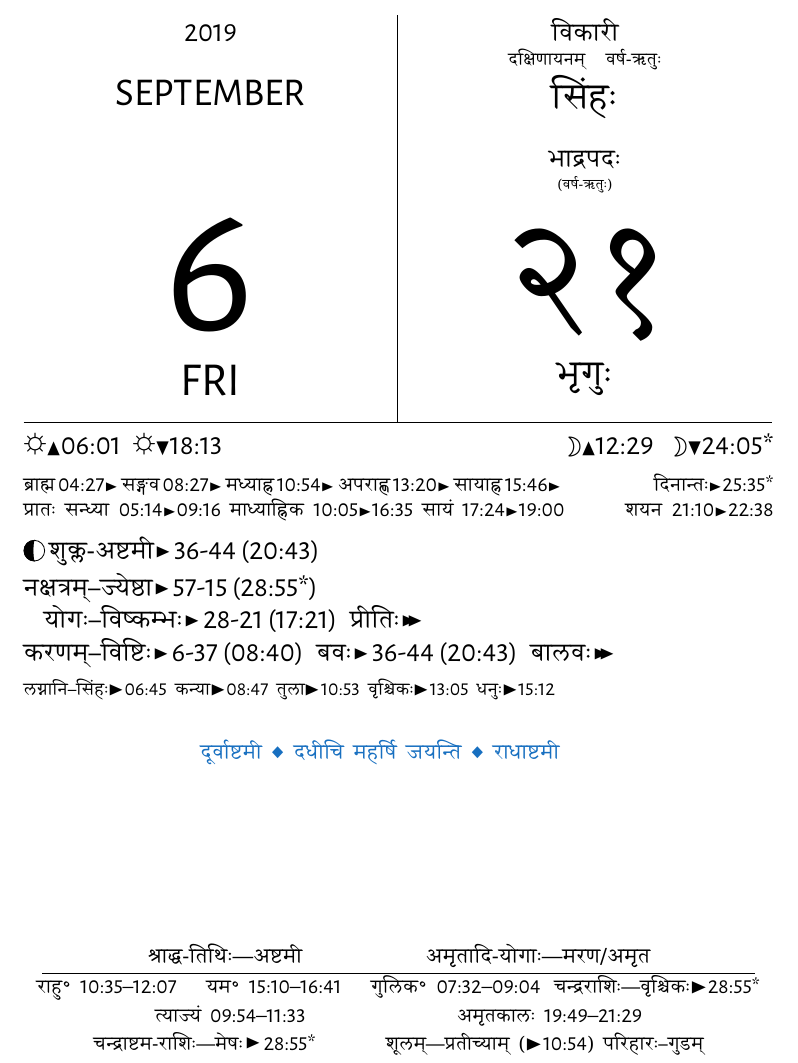 2019
SEPTEMBER
6
FRI
विकारी
दक्षिणायनम् वर्ष-ऋतुः
सिंहः
भाद्रपदः
(वर्ष-ऋतुः)
२१
भृगुः
☼▲06:01 ☼▼18:13 ☽▲12:29 ☽▼24:05*
ब्राह्म 04:27► सङ्गव 08:27► मध्याह्न 10:54► अपराह्ण 13:20► सायाह्न 15:46► दिनान्तः►25:35*
प्रातः सन्ध्या 05:14►09:16 माध्याह्निक 10:05►16:35 सायं 17:24►19:00 शयन 21:10►22:38
🌓 शुक्ल-अष्टमी► 36-44 (20:43)
नक्षत्रम्–ज्येष्ठा► 57-15 (28:55*)
योगः–विष्कम्भः► 28-21 (17:21) प्रीतिः►►
करणम्–विष्टिः► 6-37 (08:40) बवः► 36-44 (20:43) बालवः►►
लग्नानि–सिंहः►06:45 कन्या►08:47 तुला►10:53 वृश्चिकः►13:05 धनुः►15:12
दूर्वाष्टमी ◆ दधीचि महर्षि जयन्ति ◆ राधाष्टमी
श्राद्ध-तिथिः—अष्टमी अमृतादि-योगाः—मरण/अमृत
राहु° 10:35–12:07 यम° 15:10–16:41 गुलिक° 07:32–09:04 चन्द्रराशिः—वृश्चिकः►28:55*
त्याज्यं 09:54–11:33 अमृतकालः 19:49–21:29
चन्द्राष्टम-राशिः—मेषः► 28:55* शूलम्—प्रतीच्याम् (►10:54) परिहारः–गुडम्